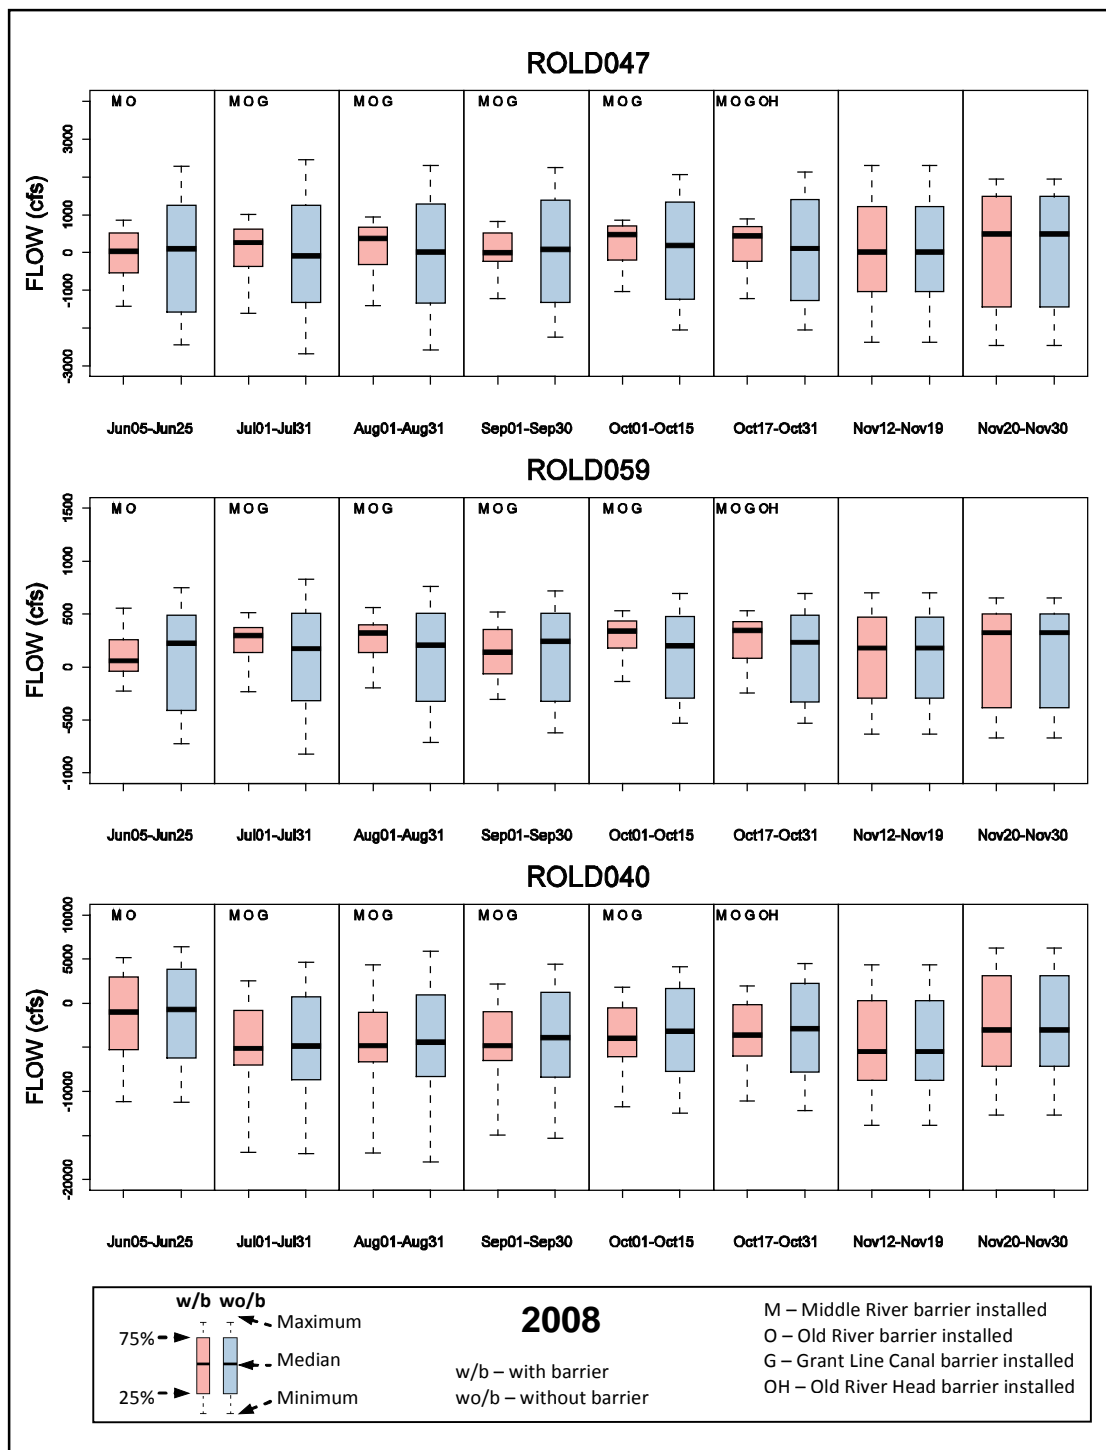 ROLD047
M O
M O G
M O G
M O G
M O G
M O G OH
FLOW (cfs)
3000
1000
0
-1000
-3000
Jun05-Jun25
Jul01-Jul31
Aug01-Aug31
Sep01-Sep30
Oct01-Oct15
Oct17-Oct31
Nov12-Nov19
Nov20-Nov30
ROLD059
M O
M O G
M O G
M O G
M O G
M O G OH
FLOW (cfs)
1500
1000
500
0
-500
-1000
Jun05-Jun25
Jul01-Jul31
Aug01-Aug31
Sep01-Sep30
Oct01-Oct15
Oct17-Oct31
Nov12-Nov19
Nov20-Nov30
ROLD040
M O
M O G
M O G
M O G
M O G
M O G OH
FLOW (cfs)
10000
5000
0
-10000
-20000
Jun05-Jun25
Jul01-Jul31
Aug01-Aug31
Sep01-Sep30
Oct01-Oct15
Oct17-Oct31
Nov12-Nov19
Nov20-Nov30
w/b wo/b
Maximum
75%
Median
25%
Minimum
2008
w/b – with barrier
wo/b – without barrier
M – Middle River barrier installed
O – Old River barrier installed
G – Grant Line Canal barrier installed
OH – Old River Head barrier installed